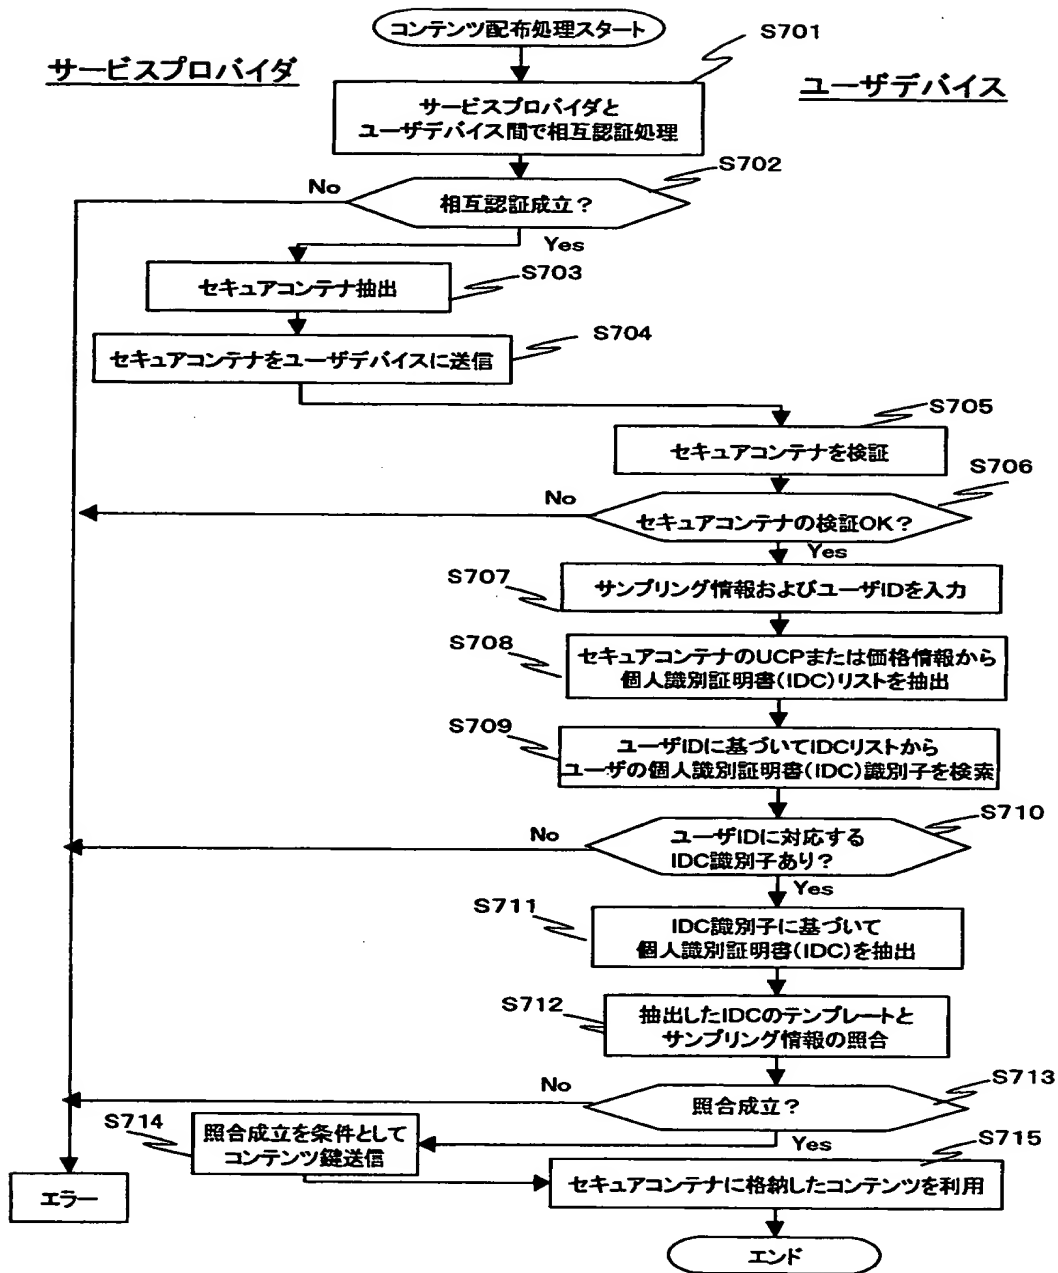 コンテンツ配布処理スタート
S701
サービスプロバイダ
ユーザデバイス
サービスプロバイダと
ユーザデバイス間で相互認証処理
S702
No
相互認証成立？
Yes
S703
セキュアコンテナ抽出
S704
セキュアコンテナをユーザデバイスに送信
S705
セキュアコンテナを検証
S706
No
セキュアコンテナの検証OK？
Yes
S707
サンプリング情報およびユーザIDを入力
S708
セキュアコンテナのUCPまたは価格情報から
個人識別証明書（IDC）リストを抽出
S709
ユーザIDに基づいてIDCリストから
ユーザの個人識別証明書（IDC）識別子を検索
S710
No
ユーザIDに対応する
IDC識別子あり？
Yes
S711
IDC識別子に基づいて
個人識別証明書（IDC）を抽出
S712
抽出したIDCのテンプレートと
サンプリング情報の照合
S713
No
照合成立？
Yes
S714
照合成立を条件として
コンテンツ鍵送信
S715
セキュアコンテナに格納したコンテンツを利用
エラー
エンド